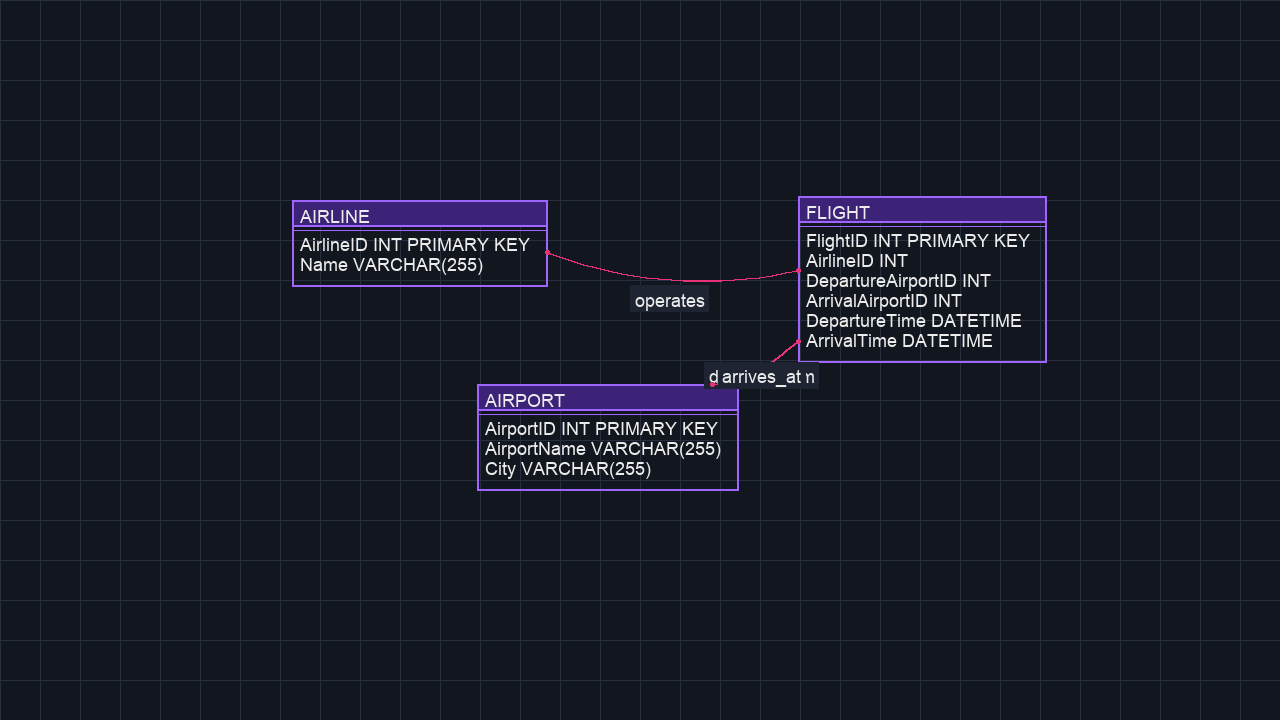 AIRLINE
AirlineID INT PRIMARY KEY
Name VARCHAR(255)
FLIGHT
FlightID INT PRIMARY KEY
AirlineID INT
DepartureAirportID INT
ArrivalAirportID INT
DepartureTime DATETIME
ArrivalTime DATETIME
operates
arrives_at
AIRPORT
AirportID INT PRIMARY KEY
AirportName VARCHAR(255)
City VARCHAR(255)